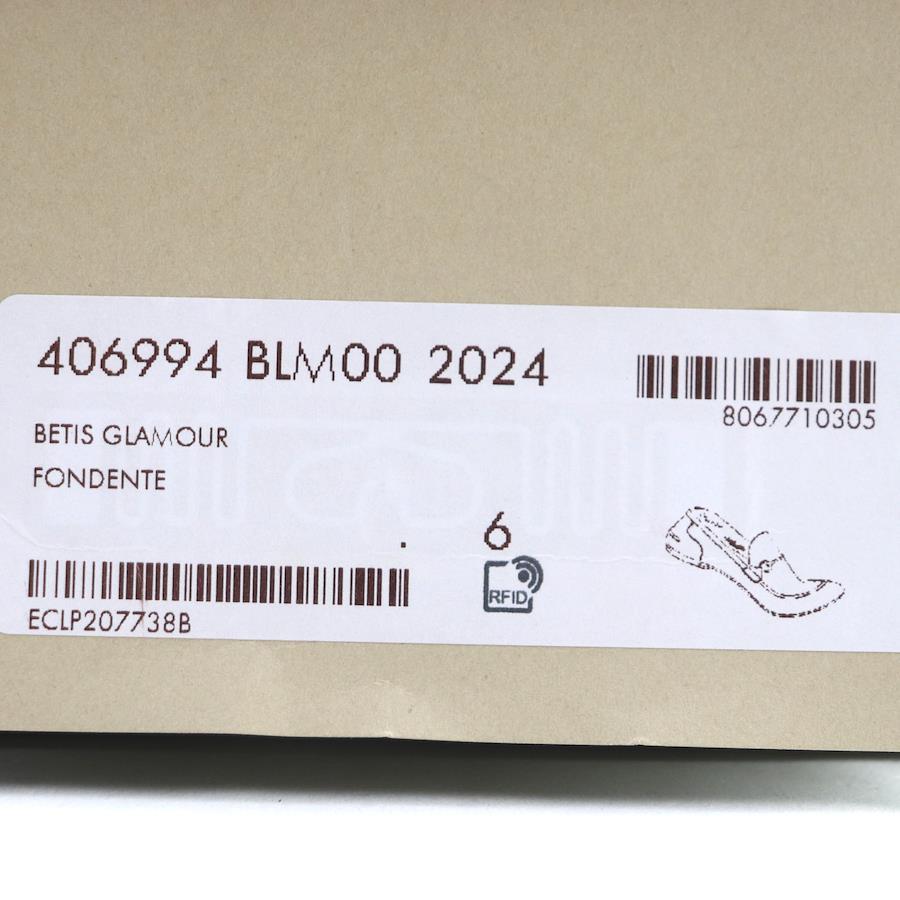 406994 BLM00 2024
8067710305
BETIS GLAMOUR
FONDENTE
. 6
RFID
ECLP207738B